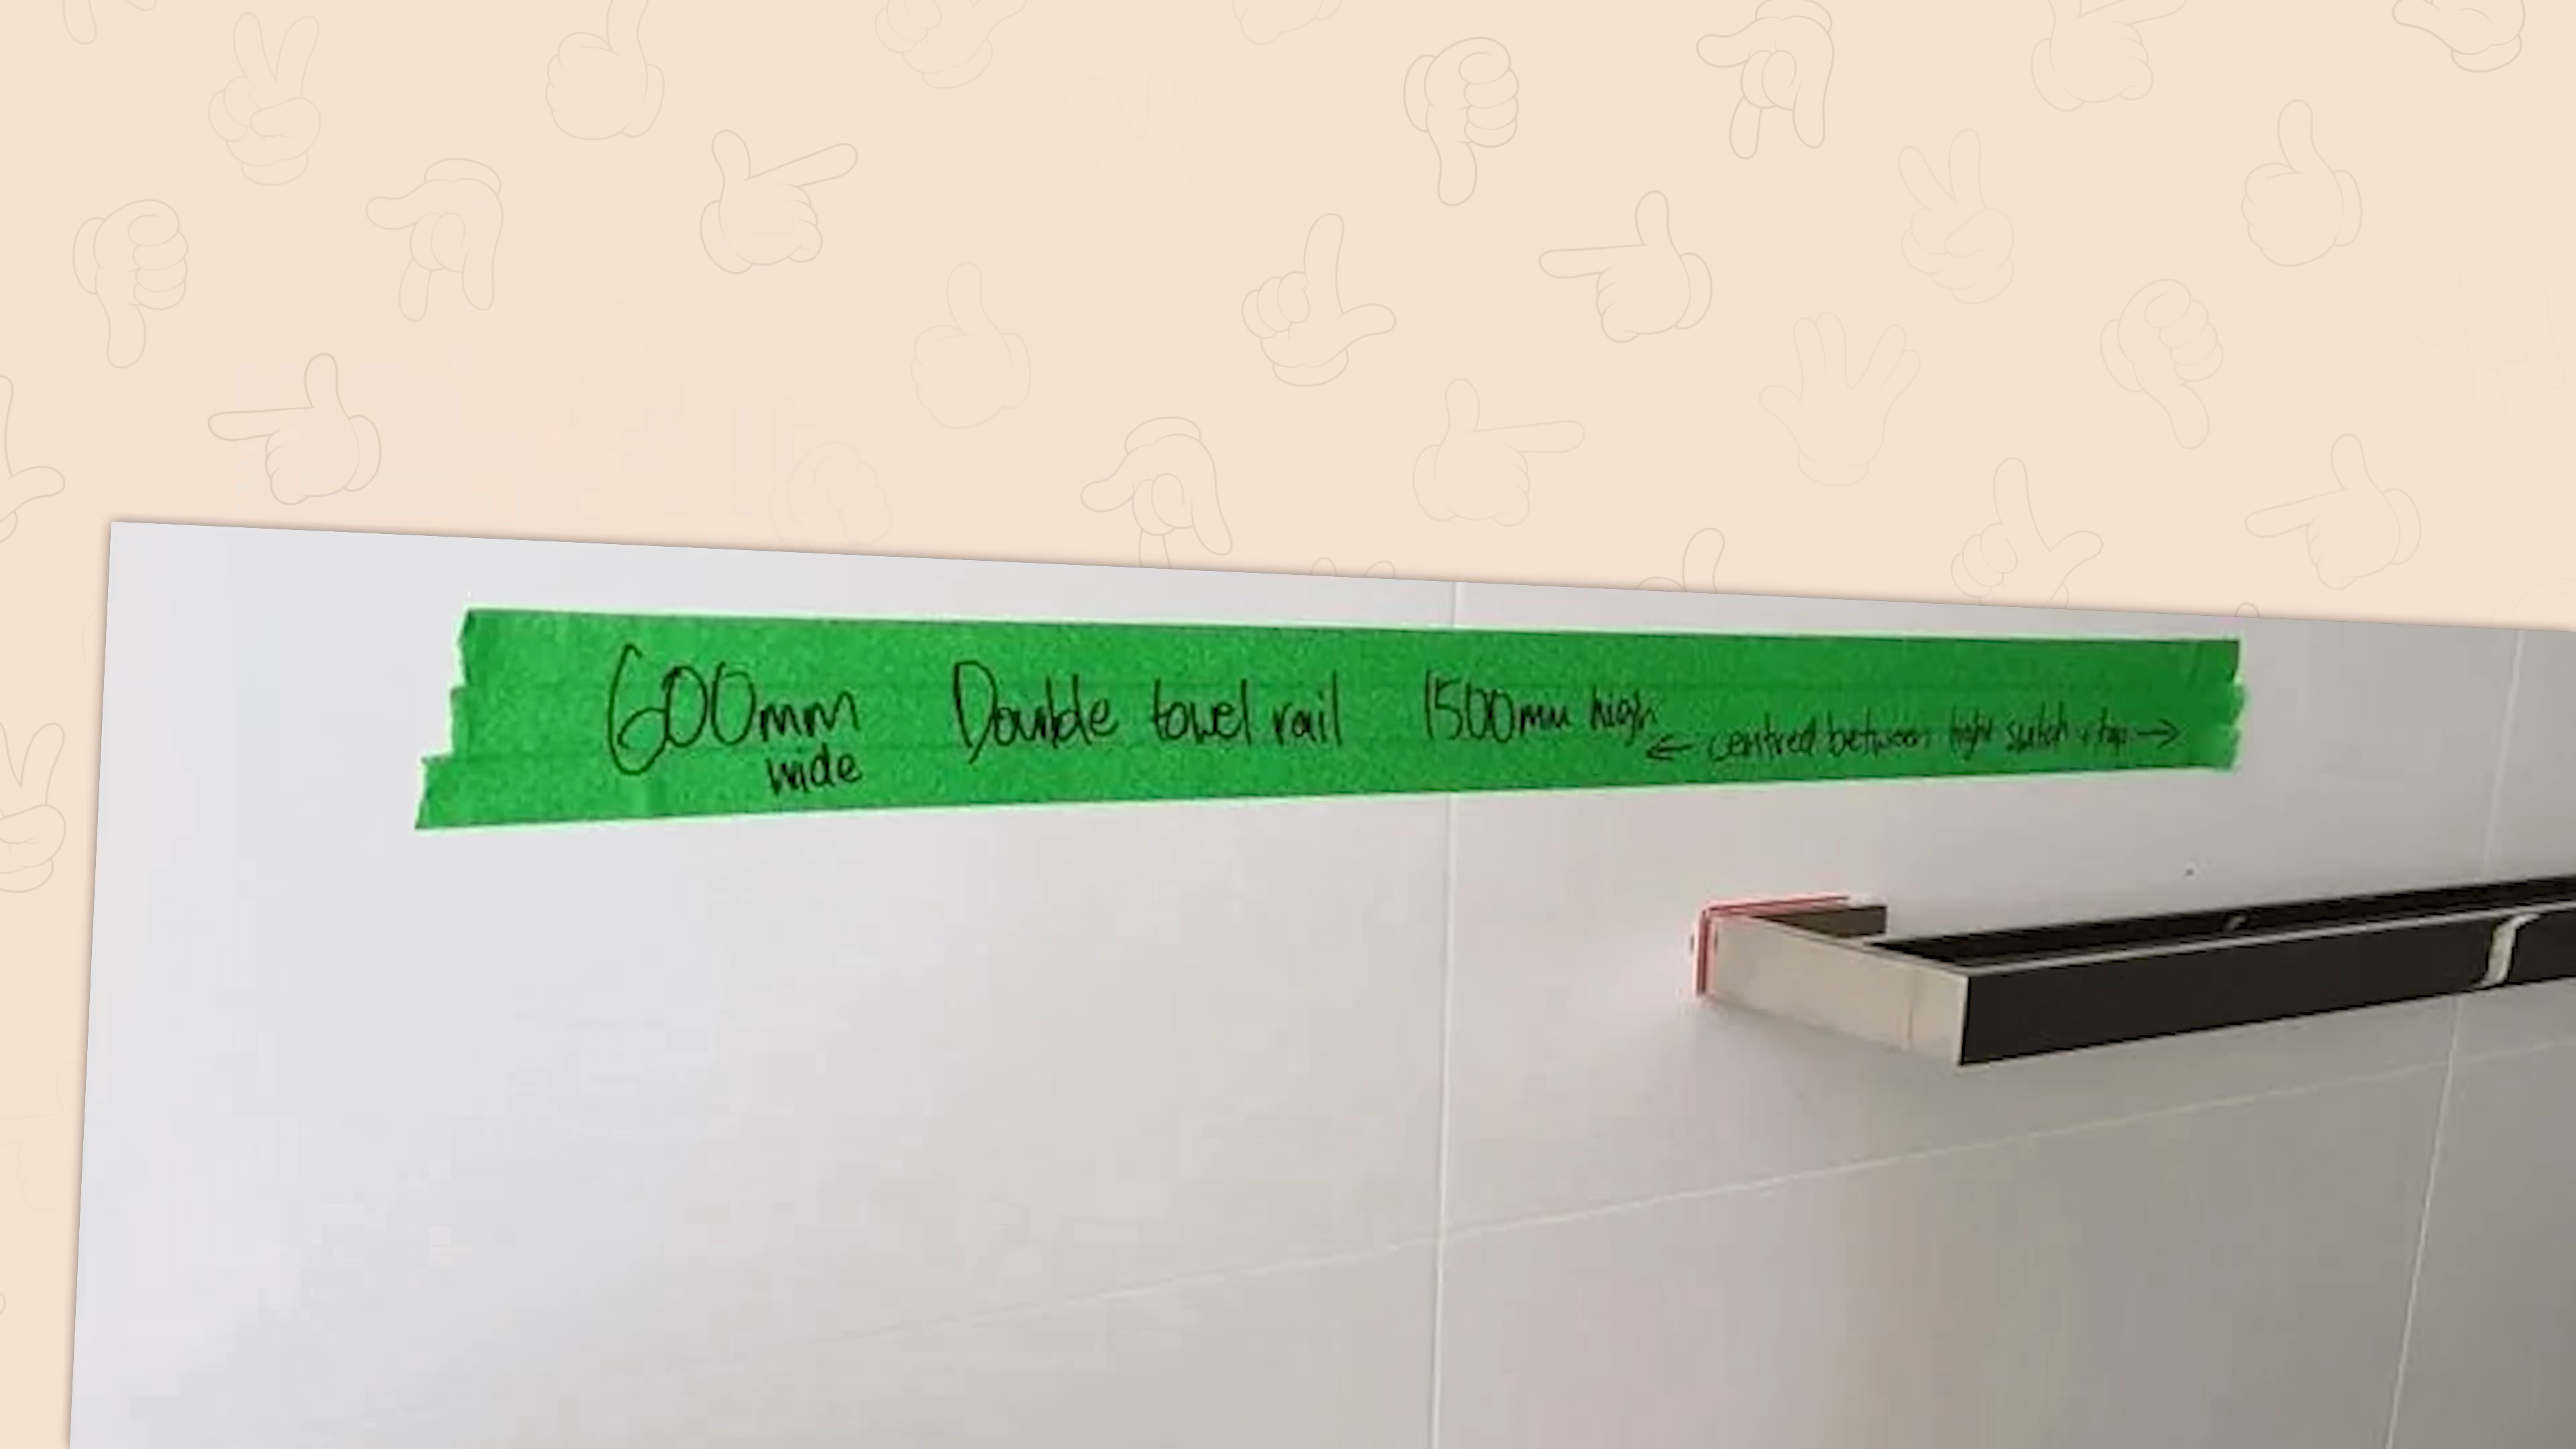 600mm Double towel rail 1500mm high
wide
← centred between light switch + tap →